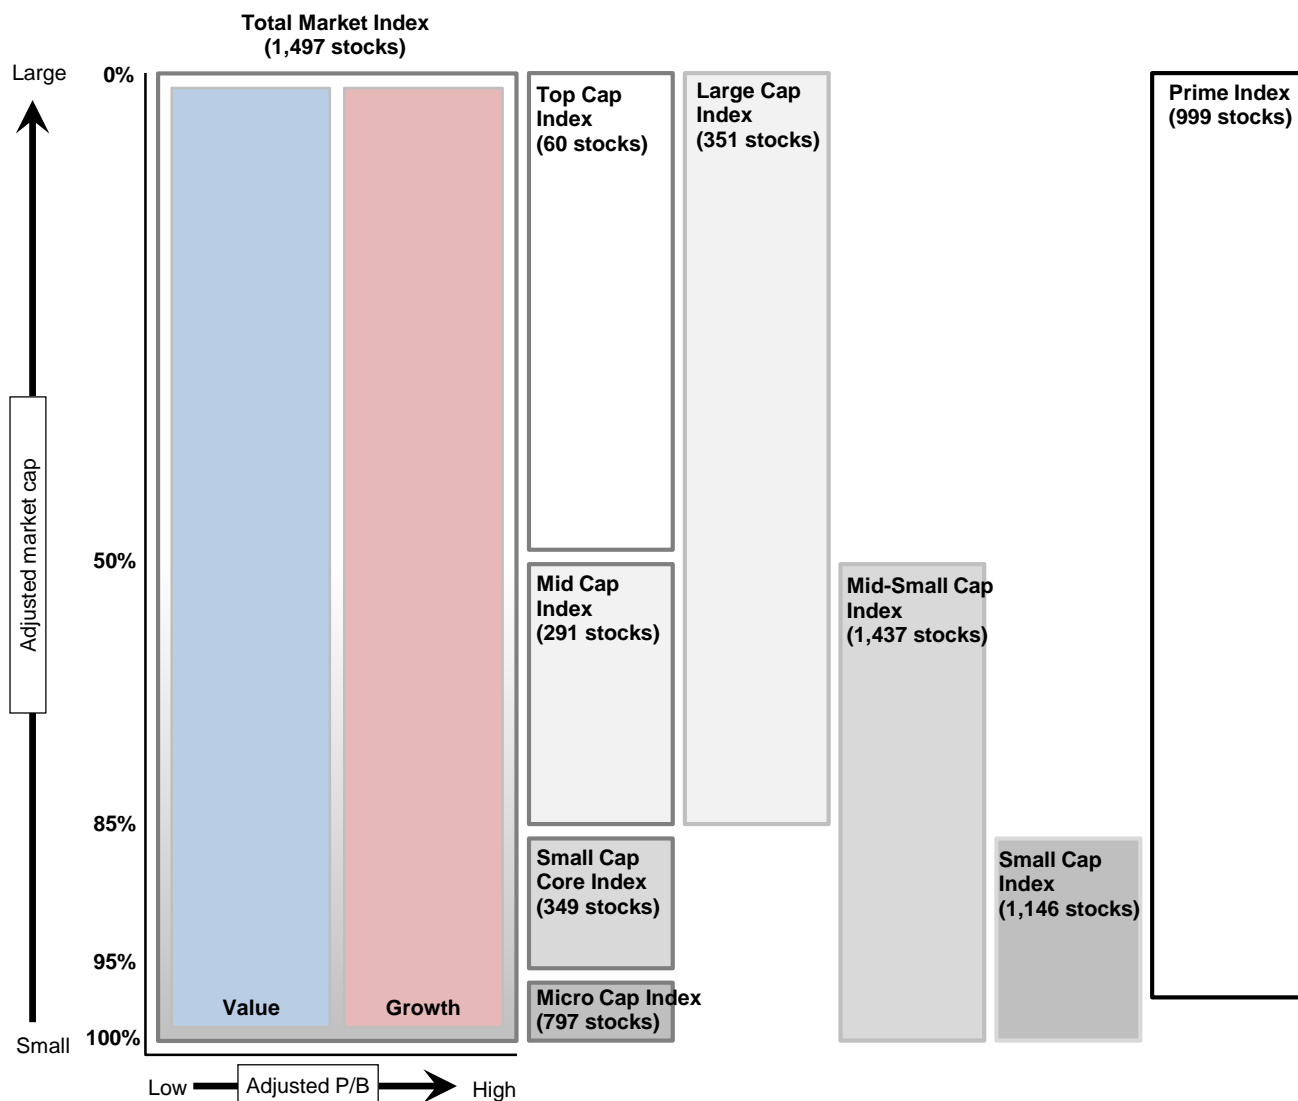 Total Market Index
(1,497 stocks)
Large
0%
Top Cap
Index
(60 stocks)
Large Cap
Index
(351 stocks)
Prime Index
(999 stocks)
Adjusted market cap
50%
Mid Cap
Index
(291 stocks)
Mid-Small Cap
Index
(1,437 stocks)
85%
Small Cap
Core Index
(349 stocks)
Small Cap
Index
(1,146 stocks)
95%
Value
Growth
Micro Cap Index
(797 stocks)
100%
Small
Low
Adjusted P/B
High